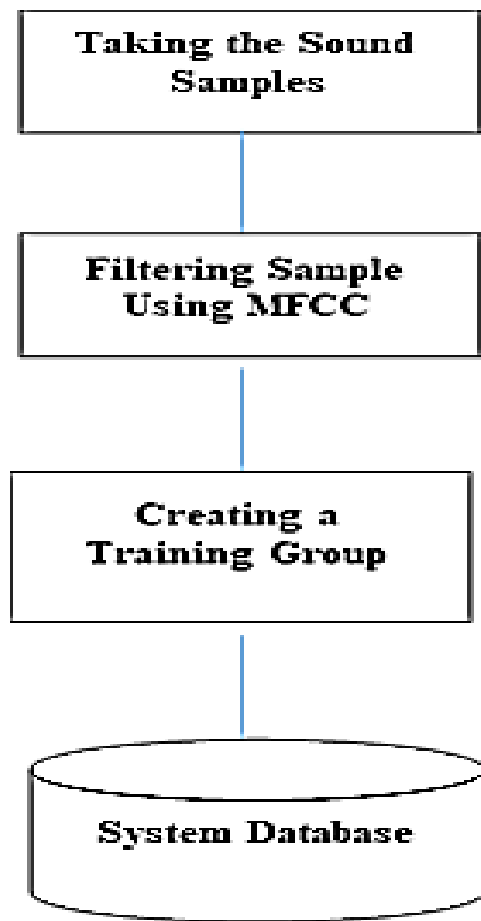 Taking the Sound
Samples
Filtering Sample
Using MFCC
Creating a
Training Group
System Database